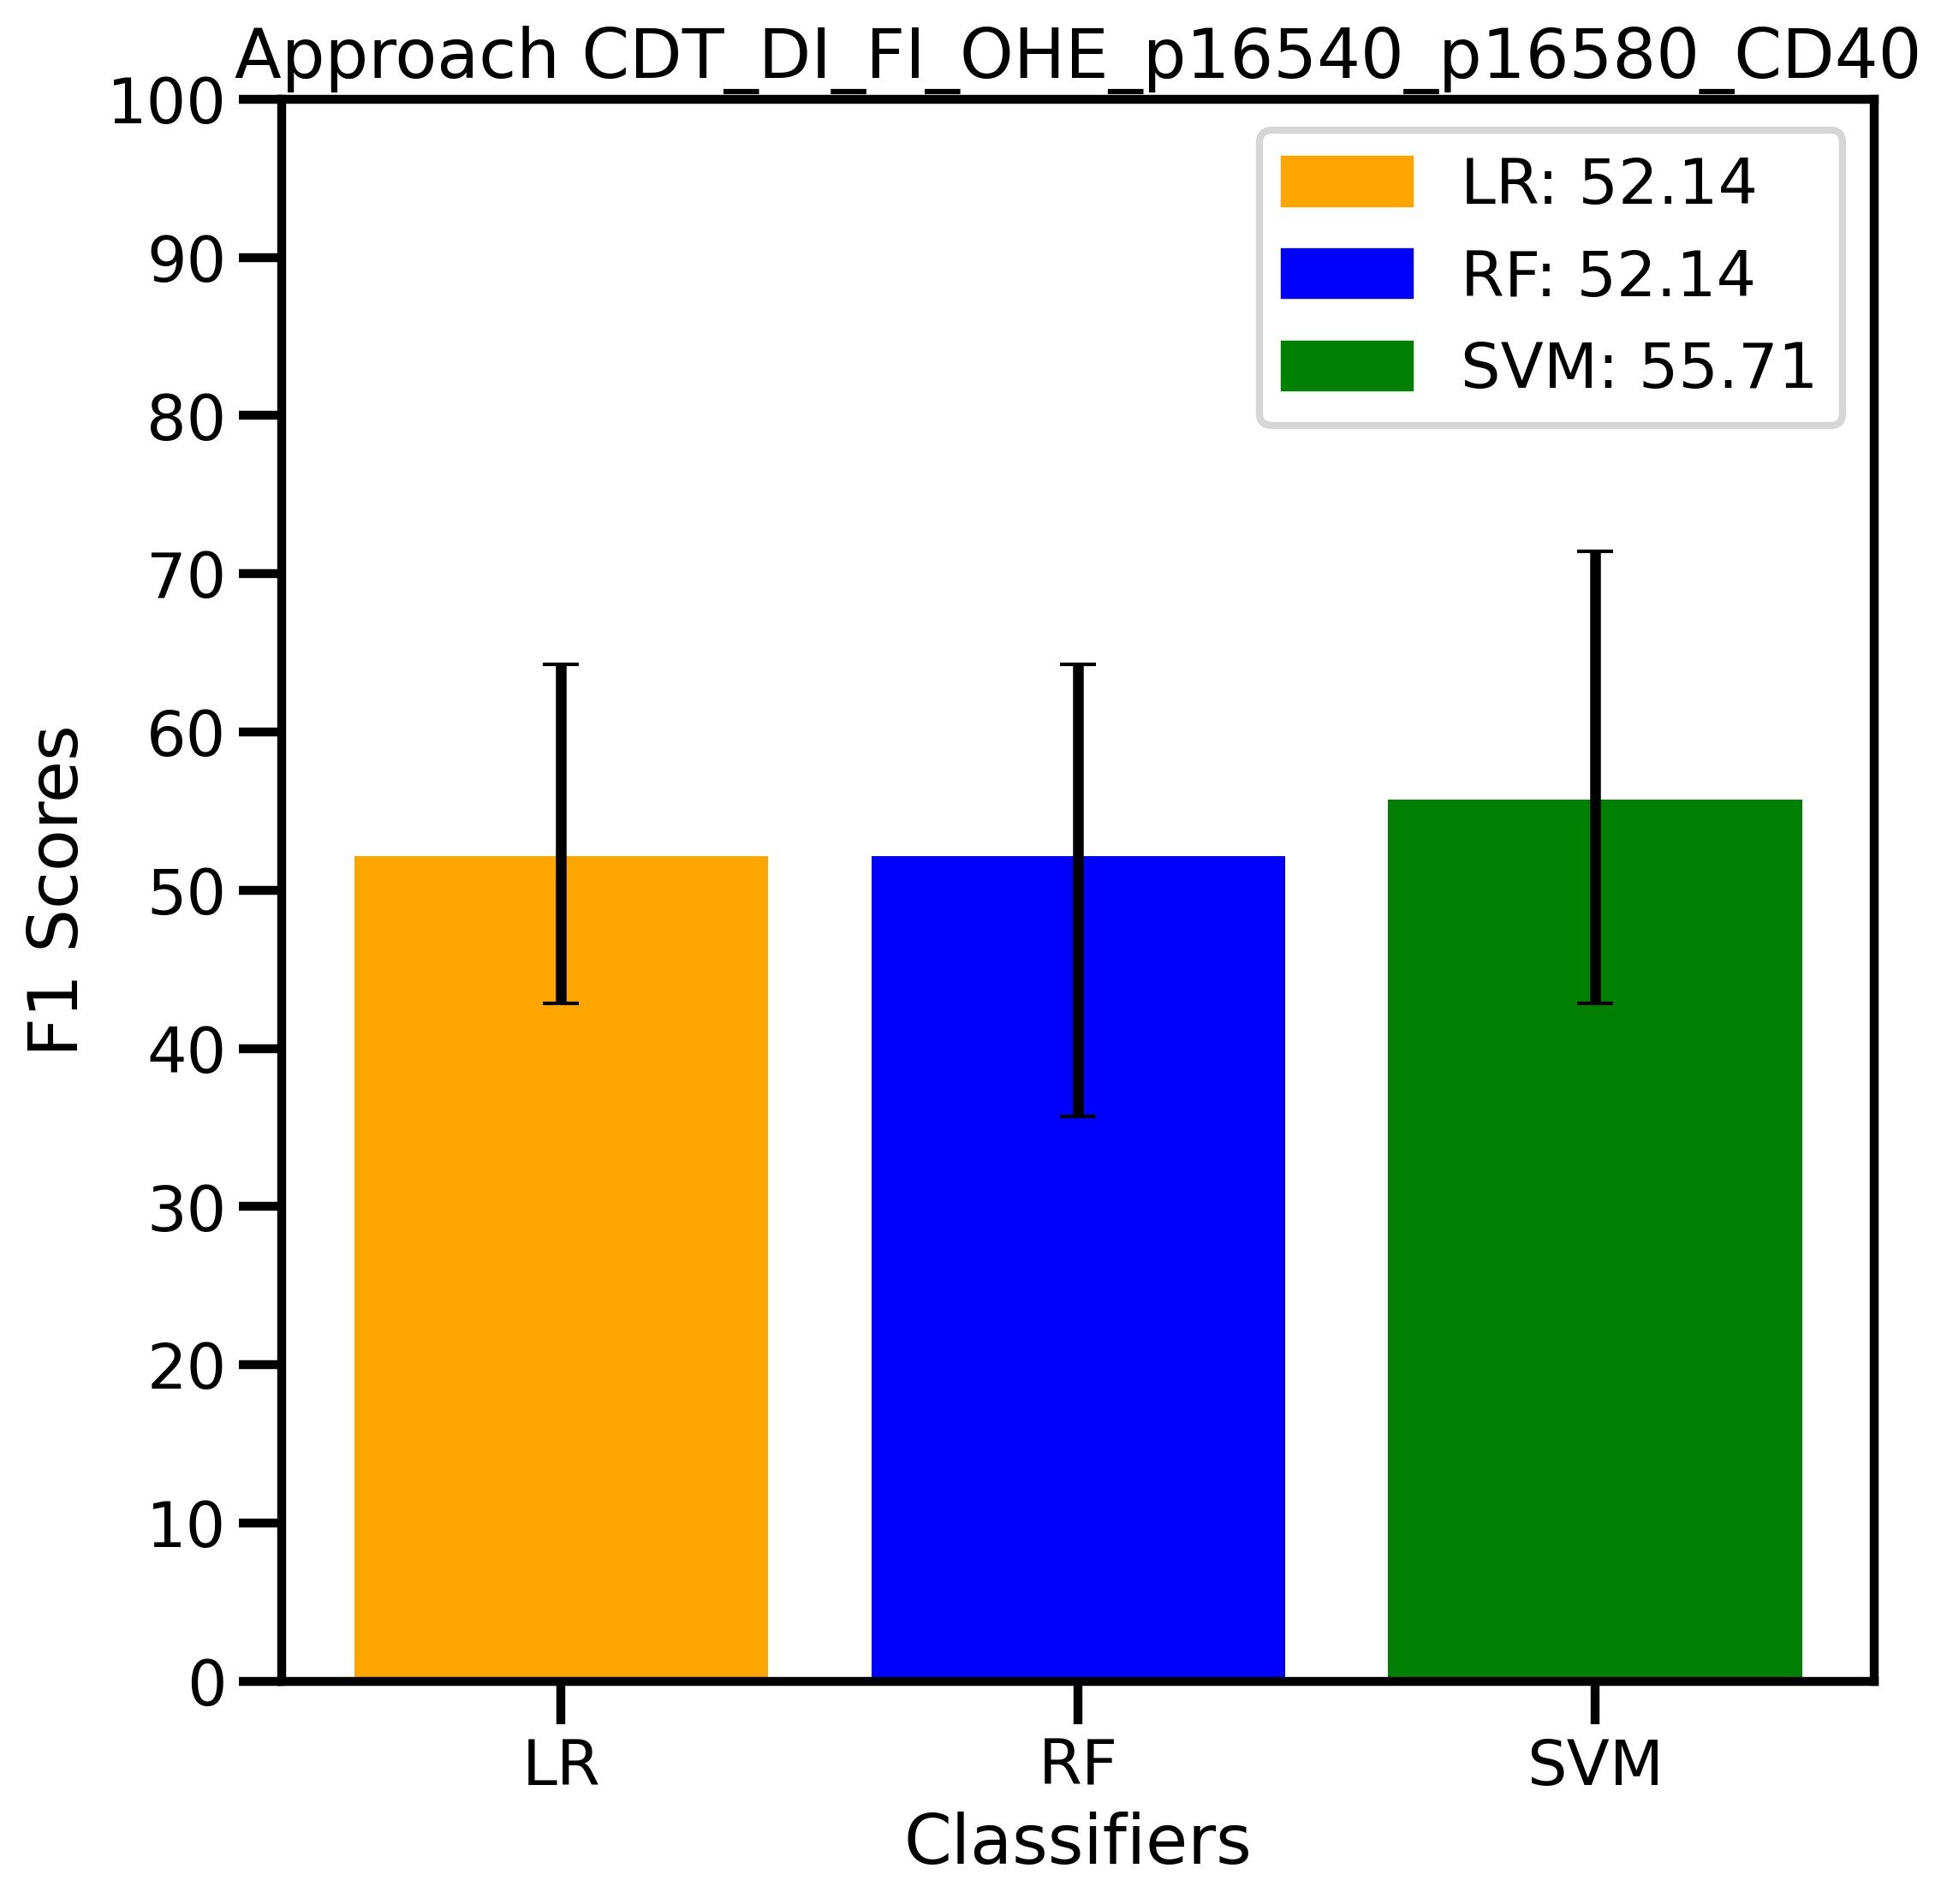 Approach CDT_DI_FI_OHE_p16540_p16580_CD40
LR: 52.14
RF: 52.14
SVM: 55.71
F1 Scores
100
90
80
70
60
50
40
30
20
10
0
LR RF SVM
Classifiers